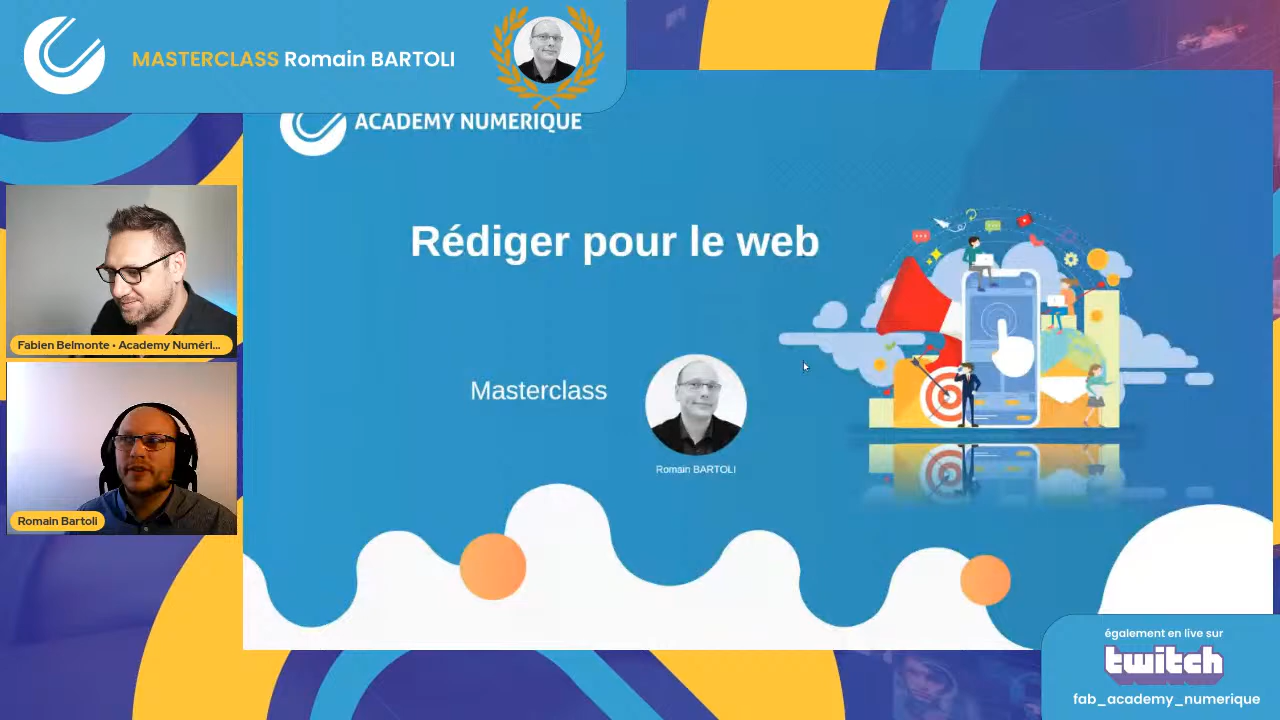 MASTERCLASS Romain BARTOLI
ACADEMY NUMERIQUE
Rédiger pour le web
Masterclass
Romain BARTOLI
Fabien Belmonte • Academy Numéri...
Romain Bartoli
également en live sur
twitch
fab_academy_numerique